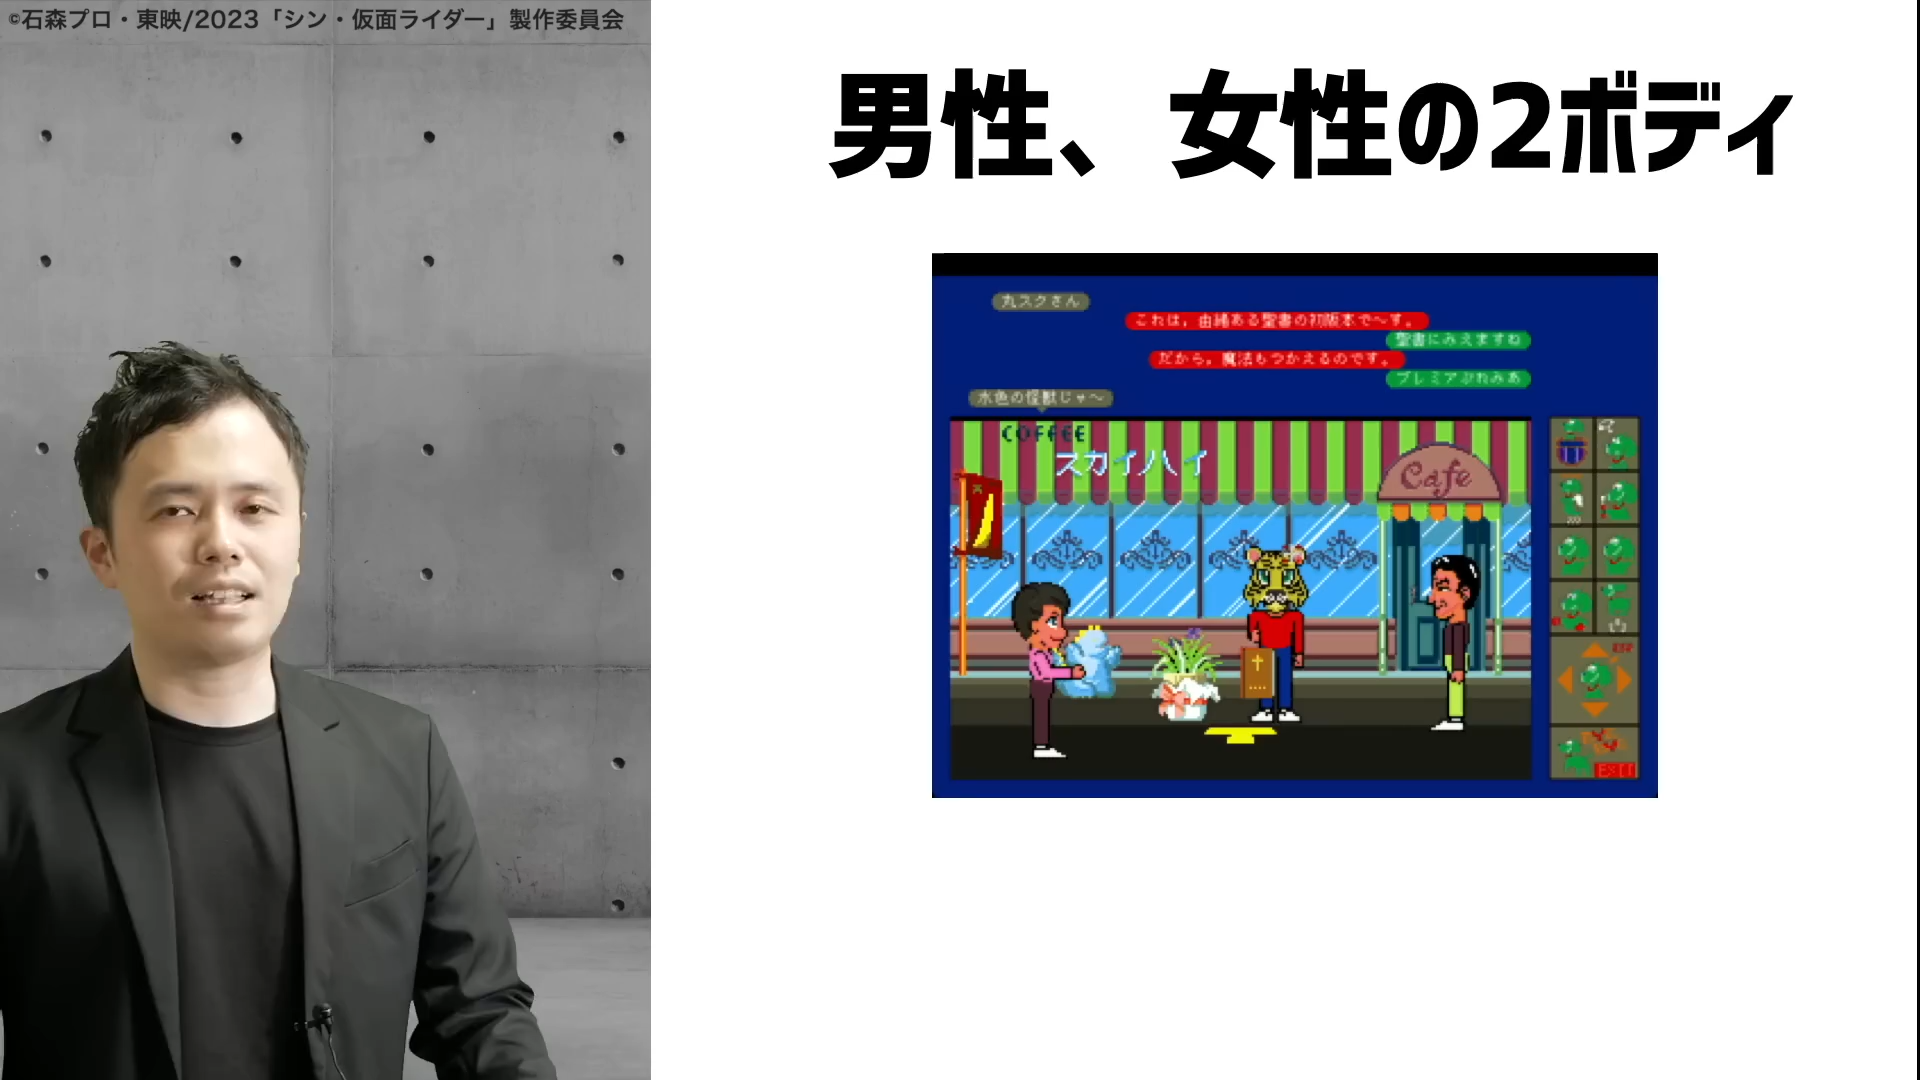 ©石森プロ・東映/2023「シン・仮面ライダー」製作委員会
男性、女性の2ボディ
丸スクさん
これは，由緒ある聖書の初版本で～す。
聖書にみえますね
だから，魔法もつかえるのです。
プレミアぷれみあ
水色の怪獣じゃ～
COFFEE
スカイハイ
Cafe
EXIT